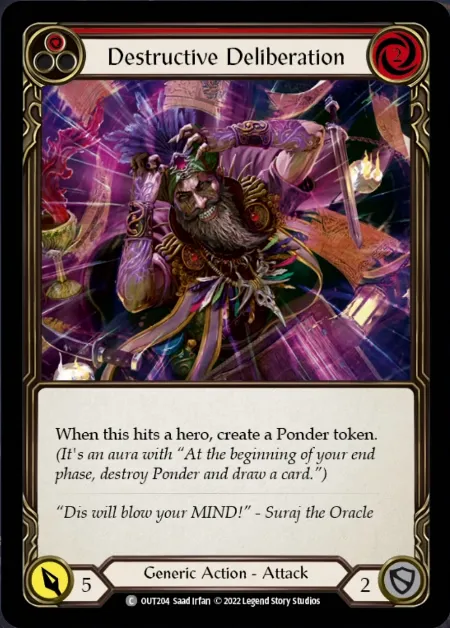 Destructive Deliberation
2
When this hits a hero, create a Ponder token.
(It's an aura with "At the beginning of your end
phase, destroy Ponder and draw a card.")
"Dis will blow your MIND!" - Suraj the Oracle
5
Generic Action - Attack
2
C OUT204 Saad Irfan © 2022 Legend Story Studios